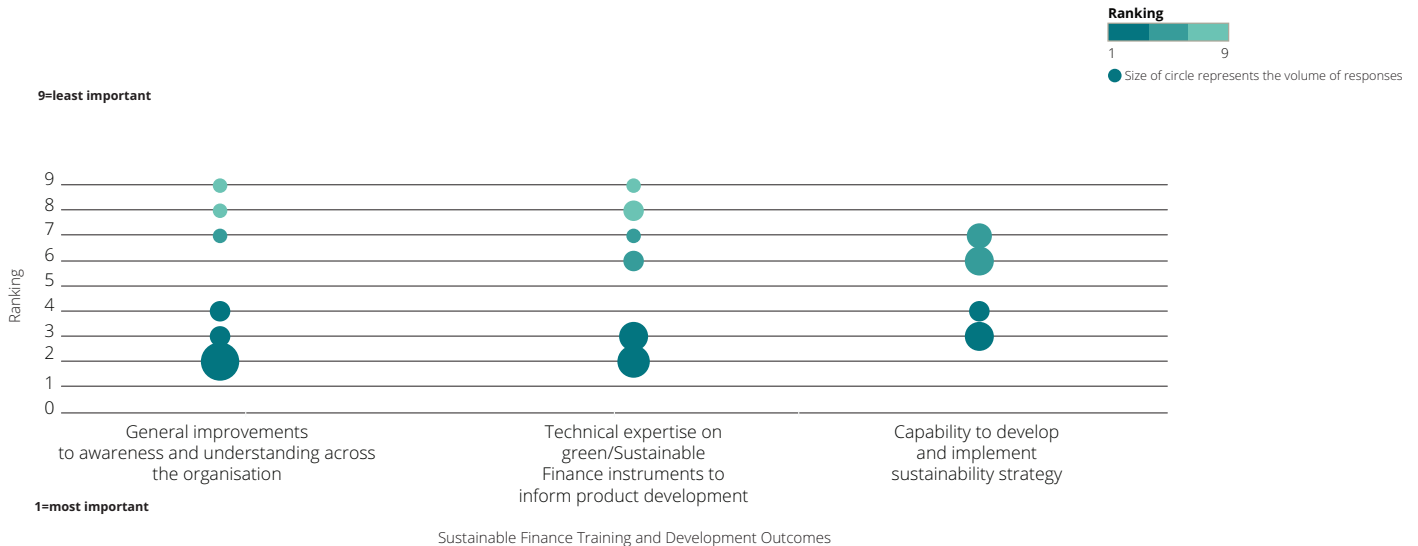 Ranking
1 9
Size of circle represents the volume of responses
9=least important
9
8
7
6
5
4
3
2
1
0
Ranking
General improvements
to awareness and understanding across
the organisation
Technical expertise on
green/Sustainable
Finance instruments to
inform product development
Capability to develop
and implement
sustainability strategy
1=most important
Sustainable Finance Training and Development Outcomes